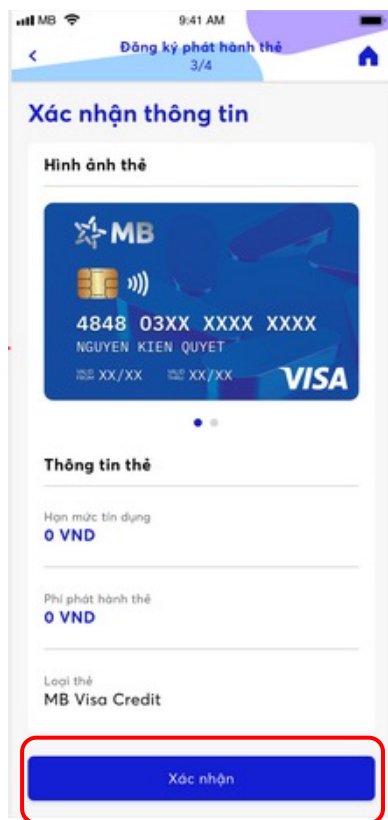 MB 9:41 AM
Đăng ký phát hành thẻ
3/4
Xác nhận thông tin
Hình ảnh thẻ
MB
4848 03XX XXXX XXXX
NGUYEN KIEN QUYET
XX/XX XX/XX VISA
Thông tin thẻ
Hạn mức tín dụng
0 VND
Phí phát hành thẻ
0 VND
Loại thẻ
MB Visa Credit
Xác nhận